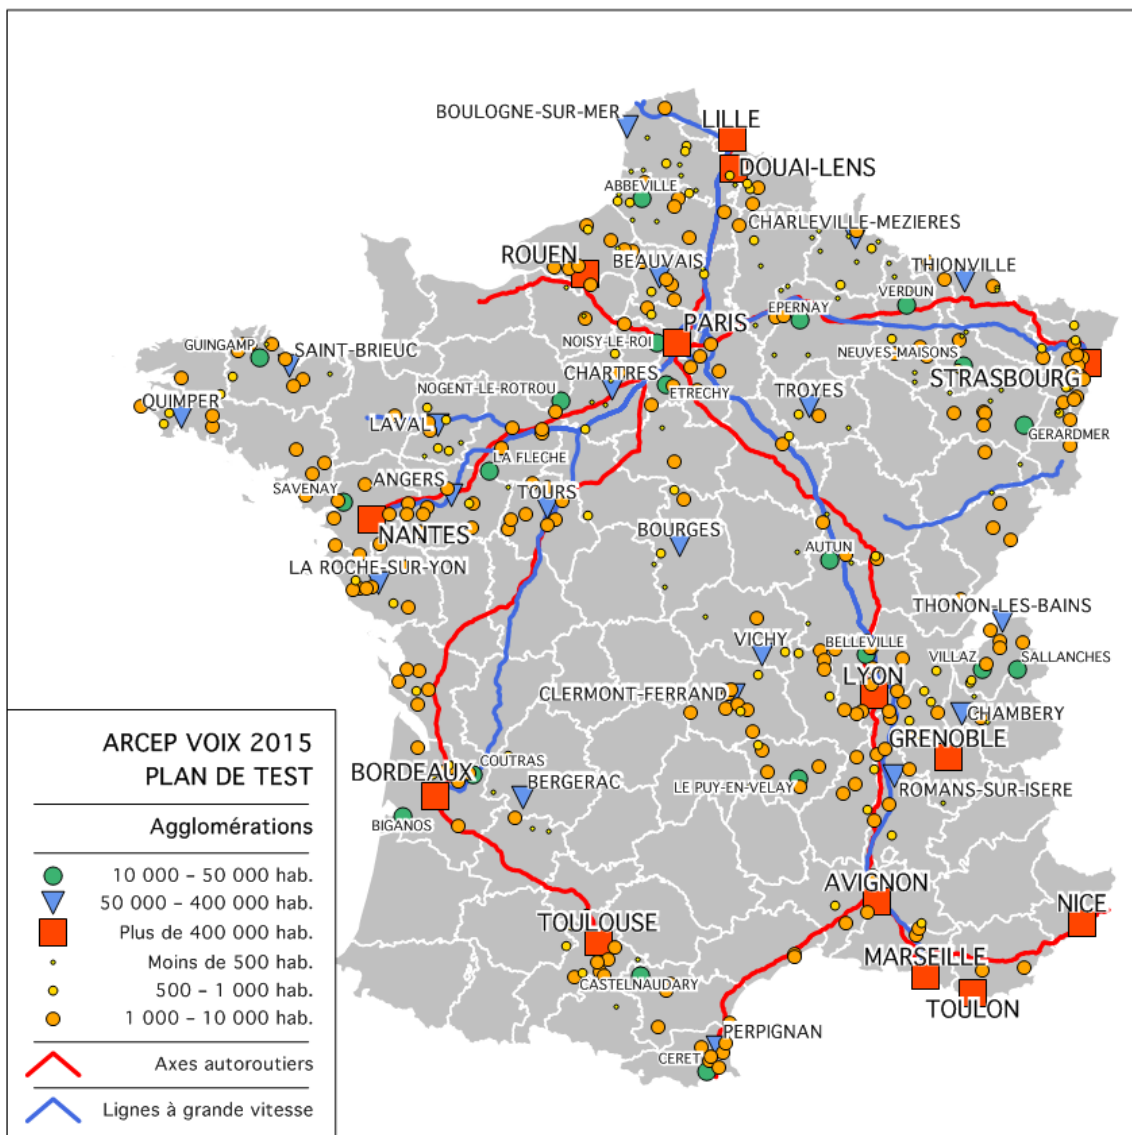 BOULOGNE-SUR-MER
LILLE
DOUAI-LENS
ABBEVILLE
CHARLEVILLE-MEZIERES
ROUEN
BEAUVAIS
THIONVILLE
VERDUN
EPERNAY
PARIS
NOISY-LE-ROI
GUINGAMP
SAINT-BRIEUC
NEUVES-MAISONS
CHARTRES
STRASBOURG
NOGENT-LE-ROTROU
ETRECHY
TROYES
QUIMPER
LAVAL
GERARDMER
LA FLECHE
ANGERS
SAVENAY
TOURS
NANTES
BOURGES
AUTUN
LA ROCHE-SUR-YON
THONON-LES-BAINS
VICHY
BELLEVILLE
VILLAZ
SALLANCHES
LYON
CLERMONT-FERRAND
CHAMBERY
GRENOBLE
COUTRAS
BORDEAUX
BERGERAC
LE PUY-EN-VELAY
ROMANS-SUR-ISERE
BIGANOS
AVIGNON
NICE
TOULOUSE
MARSEILLE
CASTELNAUDARY
TOULON
PERPIGNAN
CERET
ARCEP VOIX 2015
PLAN DE TEST
Agglomérations
10 000 – 50 000 hab.
50 000 – 400 000 hab.
Plus de 400 000 hab.
Moins de 500 hab.
500 – 1 000 hab.
1 000 – 10 000 hab.
Axes autoroutiers
Lignes à grande vitesse